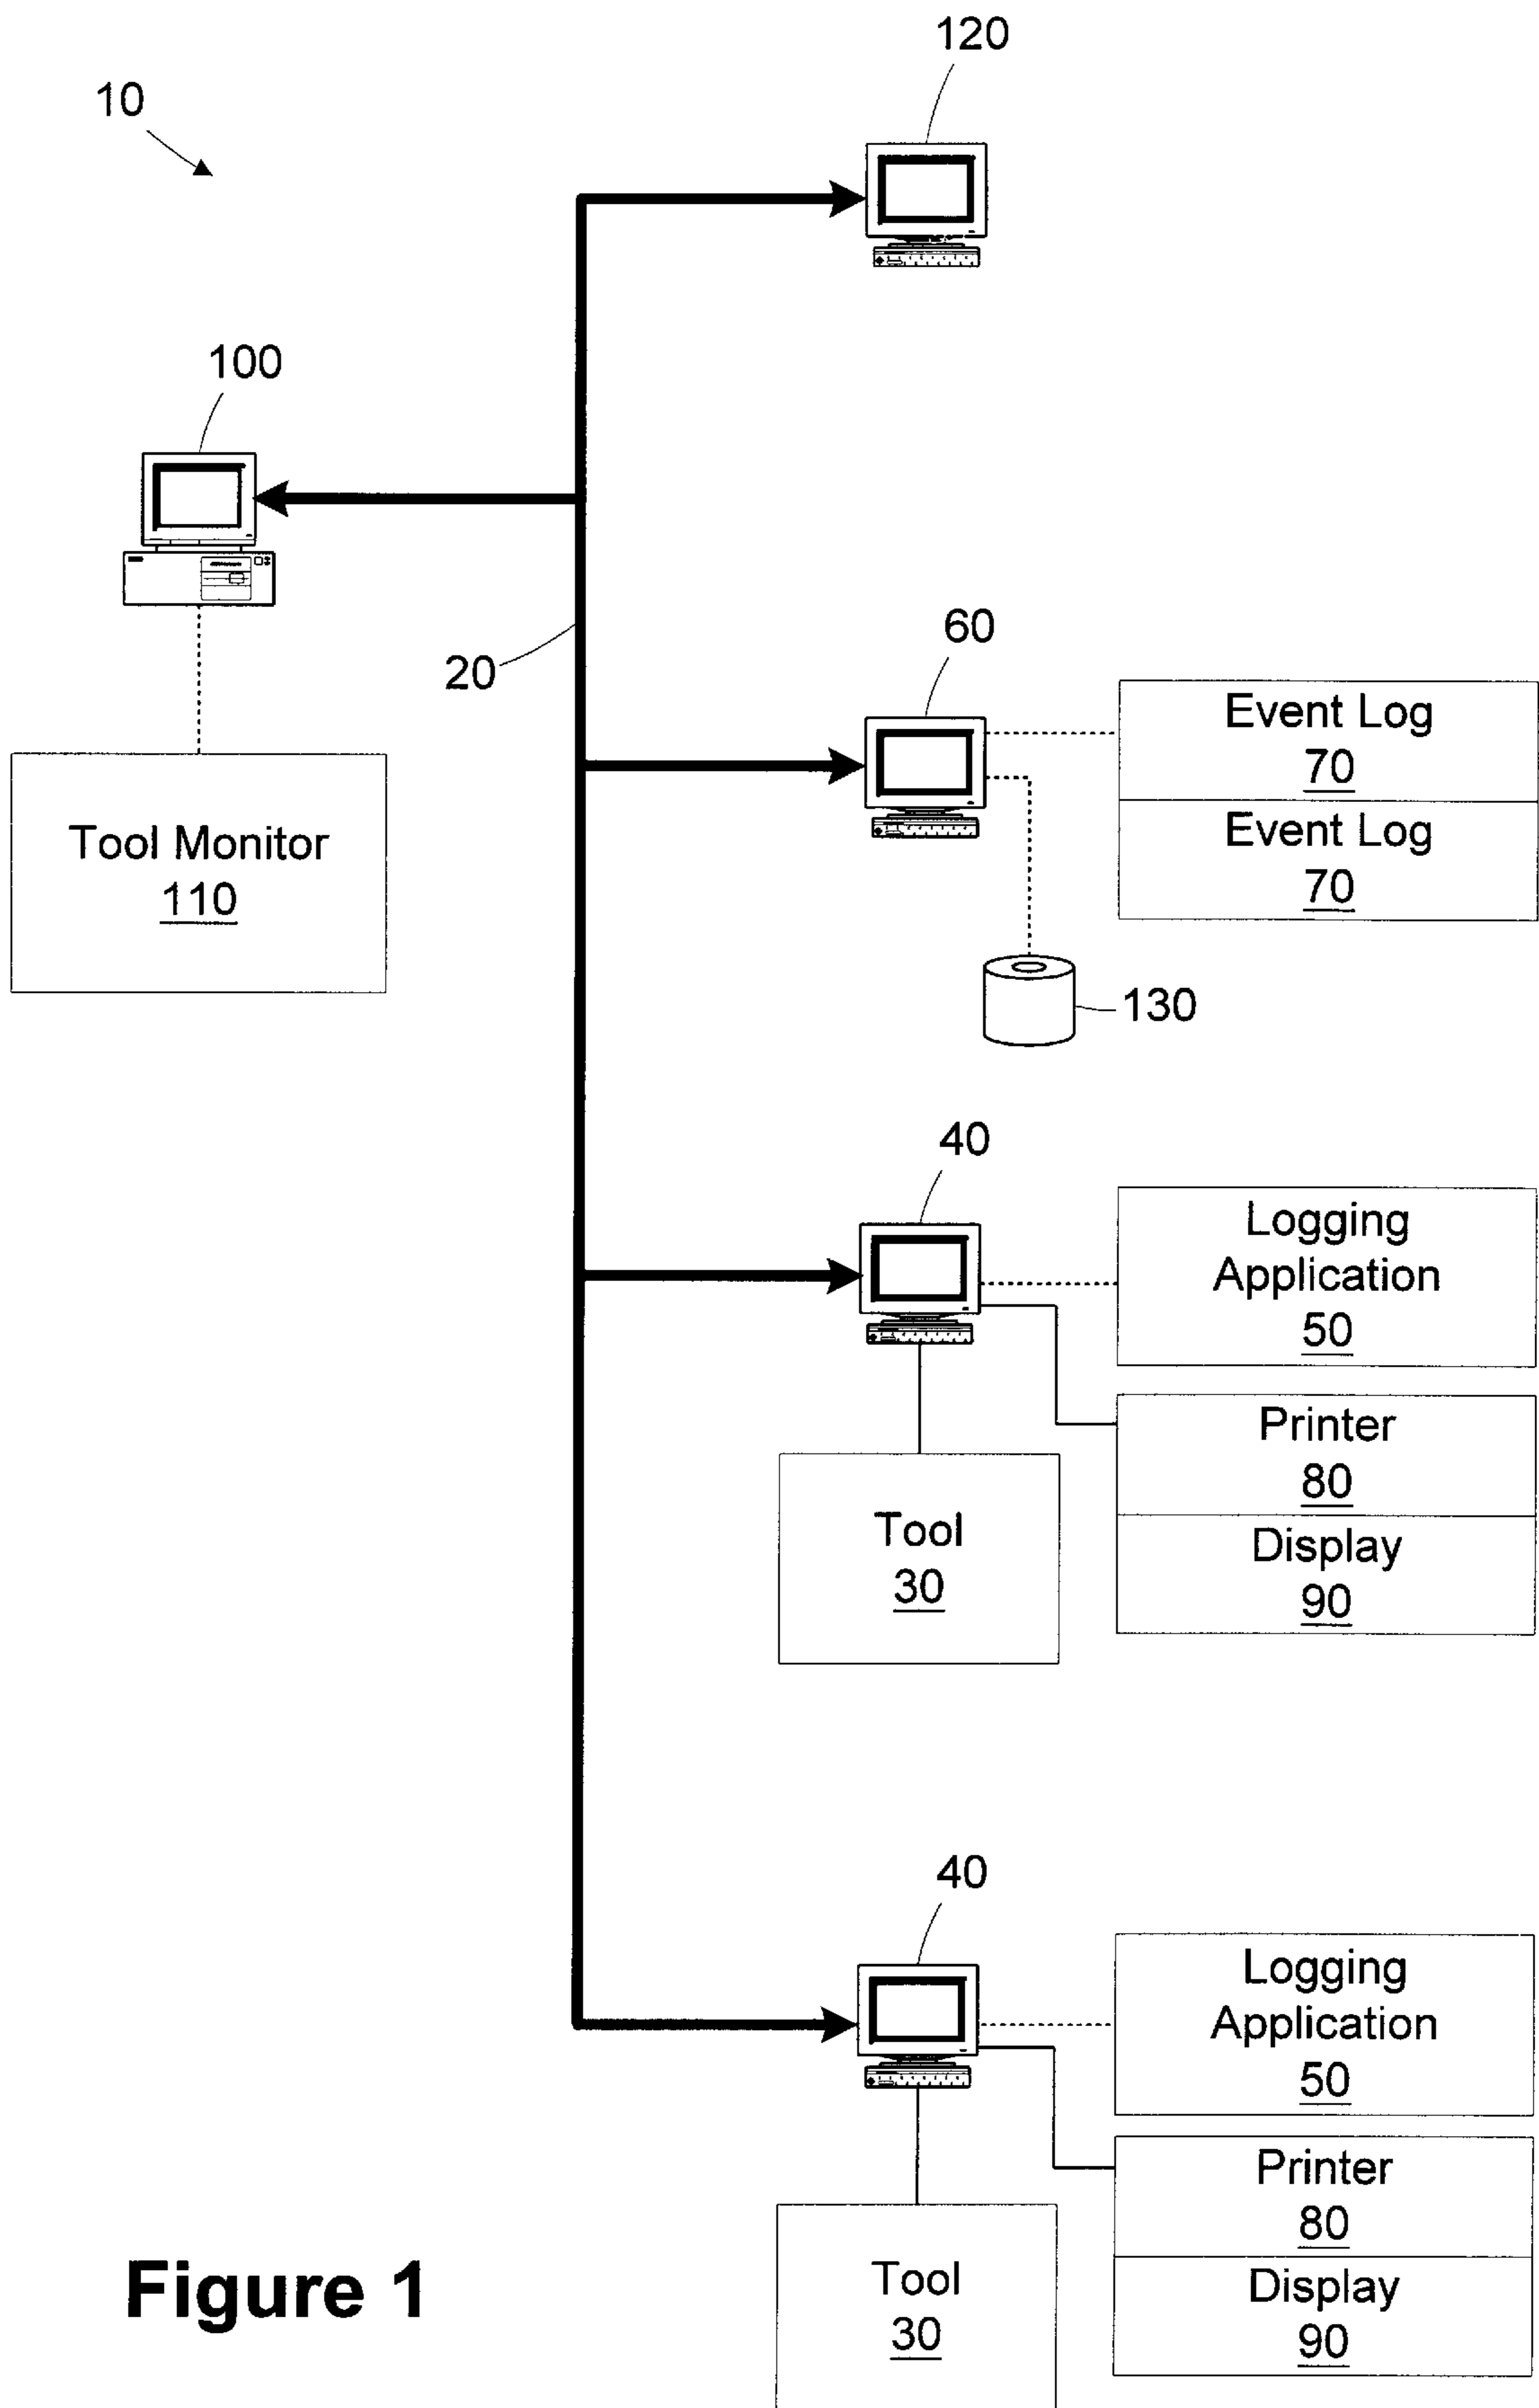 120
10
100
60
20
Event Log
70
Event Log
70
Tool Monitor
110
130
40
Logging
Application
50
Printer
80
Tool
30
Display
90
40
Logging
Application
50
Printer
80
Tool
30
Display
90
Figure 1